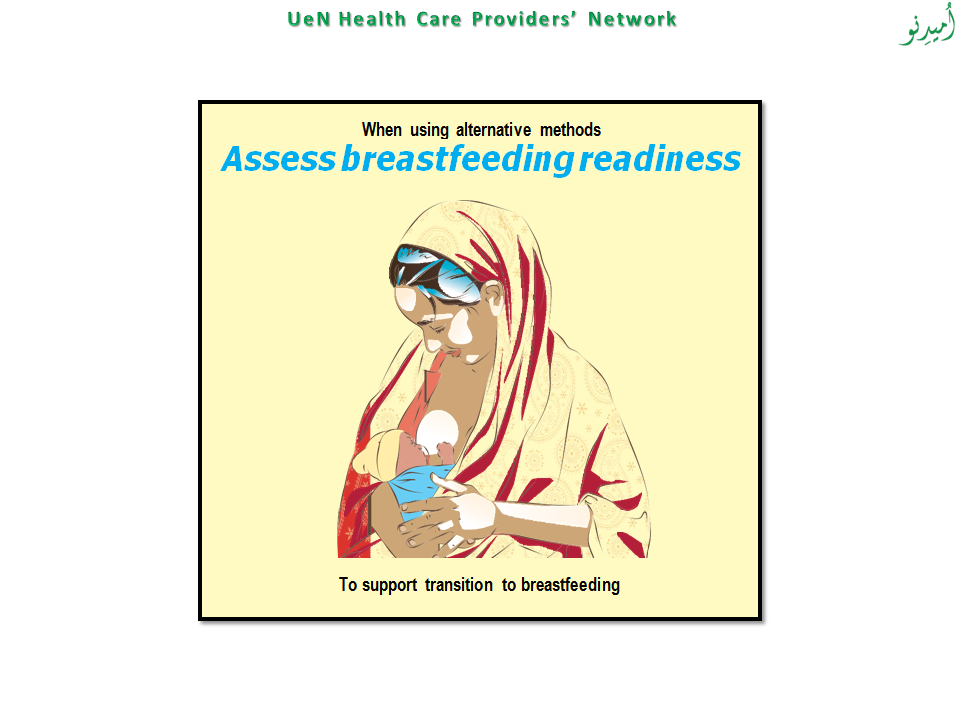 UeN Health Care Providers’ Network
اُمیدِنو
When using alternative methods
Assess breastfeeding readiness
To support transition to breastfeeding